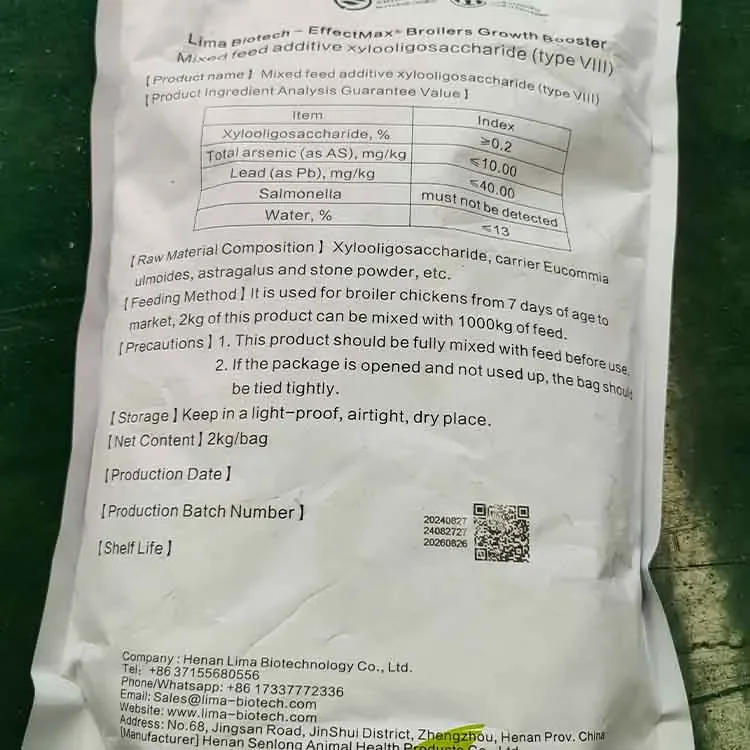 Lima Biotech - EffectMax® Broilers Growth Booster
Mixed feed additive xylooligosaccharide (type VIII)
【Product name】 Mixed feed additive xylooligosaccharide (type VIII)
【Product Ingredient Analysis Guarantee Value】
Item Index
Xylooligosaccharide, % ≥0.2
Total arsenic (as AS), mg/kg ≤10.00
Lead (as Pb), mg/kg ≤40.00
Salmonella must not be detected
Water, % ≤13
【Raw Material Composition】 Xylooligosaccharide, carrier Eucommia
ulmoides, astragalus and stone powder, etc.
【Feeding Method】 It is used for broiler chickens from 7 days of age to
market, 2kg of this product can be mixed with 1000kg of feed.
【Precautions】 1. This product should be fully mixed with feed before use.
2. If the package is opened and not used up, the bag should
be tied tightly.
【Storage】 Keep in a light-proof, airtight, dry place.
【Net Content】 2kg/bag
【Production Date】
【Production Batch Number】
【Shelf Life】
20240827
24082727
20260826
Company : Henan Lima Biotechnology Co., Ltd.
Tel: +86 37155680556
Phone/Whatsapp: +86 17337772336
Email: Sales@lima-biotech.com
Website: www.lima-biotech.com
Address: No.68, Jingsan Road, JinShui District, Zhengzhou, Henan Prov. China
[Manufacturer] Henan Senlong Animal Health Products Co., Ltd